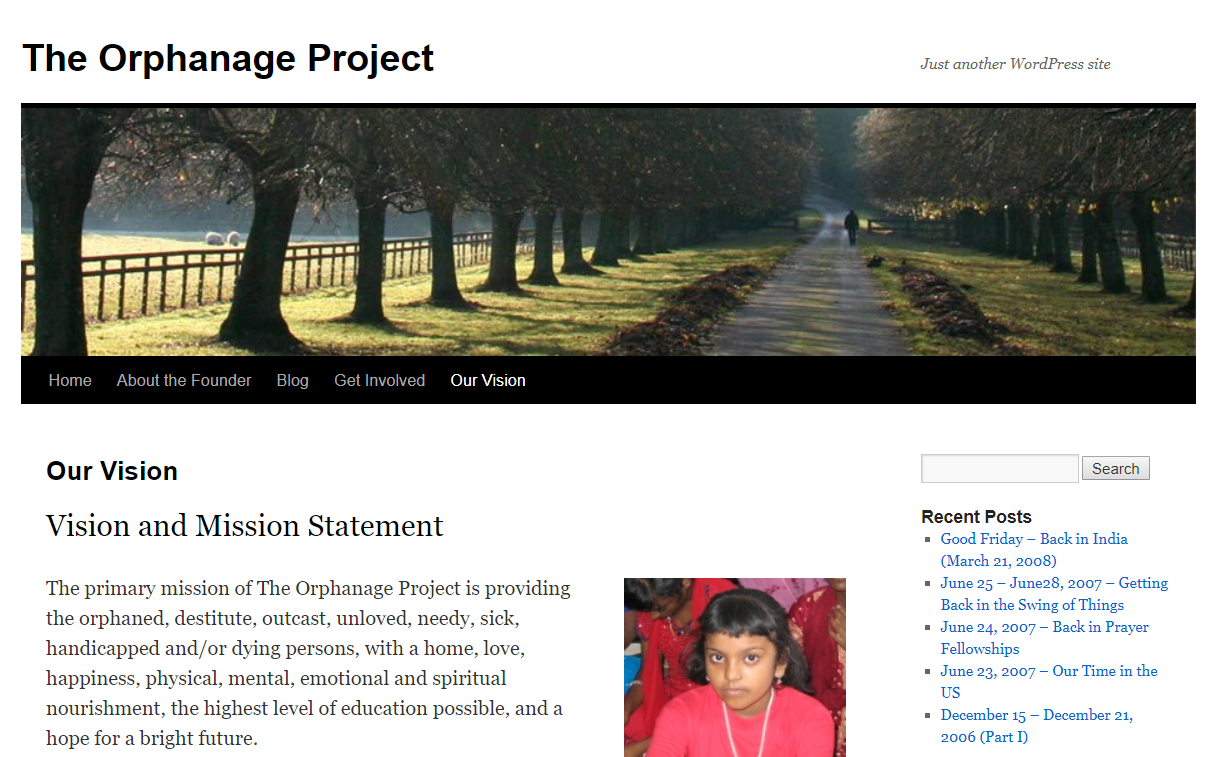 The Orphanage Project
Just another WordPress site
Home About the Founder Blog Get Involved Our Vision
Our Vision
Vision and Mission Statement
The primary mission of The Orphanage Project is providing
the orphaned, destitute, outcast, unloved, needy, sick,
handicapped and/or dying persons, with a home, love,
happiness, physical, mental, emotional and spiritual
nourishment, the highest level of education possible, and a
hope for a bright future.
Search
Recent Posts
Good Friday – Back in India
(March 21, 2008)
June 25 – June28, 2007 – Getting
Back in the Swing of Things
June 24, 2007 – Back in Prayer
Fellowships
June 23, 2007 – Our Time in the
US
December 15 – December 21,
2006 (Part I)